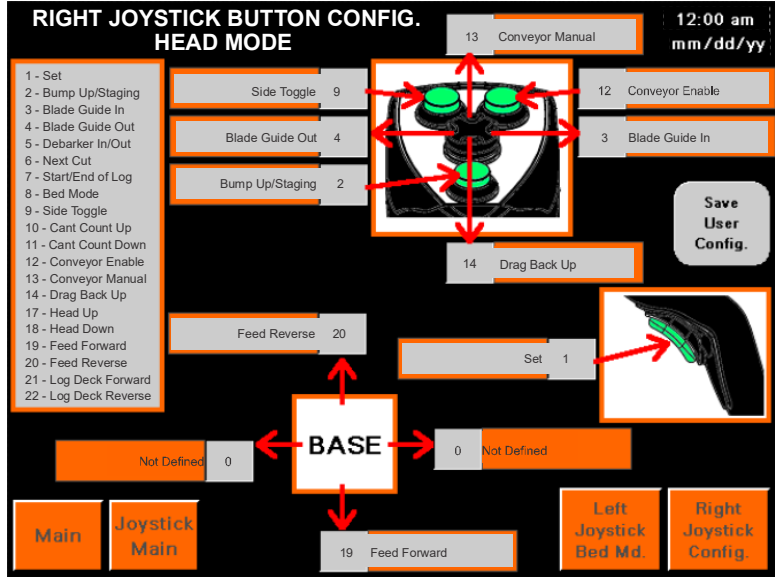 RIGHT JOYSTICK BUTTON CONFIG.
HEAD MODE
12:00 am
mm/dd/yy
13 Conveyor Manual
1 - Set
2 - Bump Up/Staging
3 - Blade Guide In
4 - Blade Guide Out
5 - Debarker In/Out
6 - Next Cut
7 - Start/End of Log
8 - Bed Mode
9 - Side Toggle
10 - Cant Count Up
11 - Cant Count Down
12 - Conveyor Enable
13 - Conveyor Manual
14 - Drag Back Up
17 - Head Up
18 - Head Down
19 - Feed Forward
20 - Feed Reverse
21 - Log Deck Forward
22 - Log Deck Reverse
Side Toggle 9
12 Conveyor Enable
Blade Guide Out 4
3 Blade Guide In
Bump Up/Staging 2
Save
User
Config.
14 Drag Back Up
Feed Reverse 20
Set 1
BASE
Not Defined 0
0 Not Defined
19 Feed Forward
Main
Joystick
Main
Left
Joystick
Bed Md.
Right
Joystick
Config.